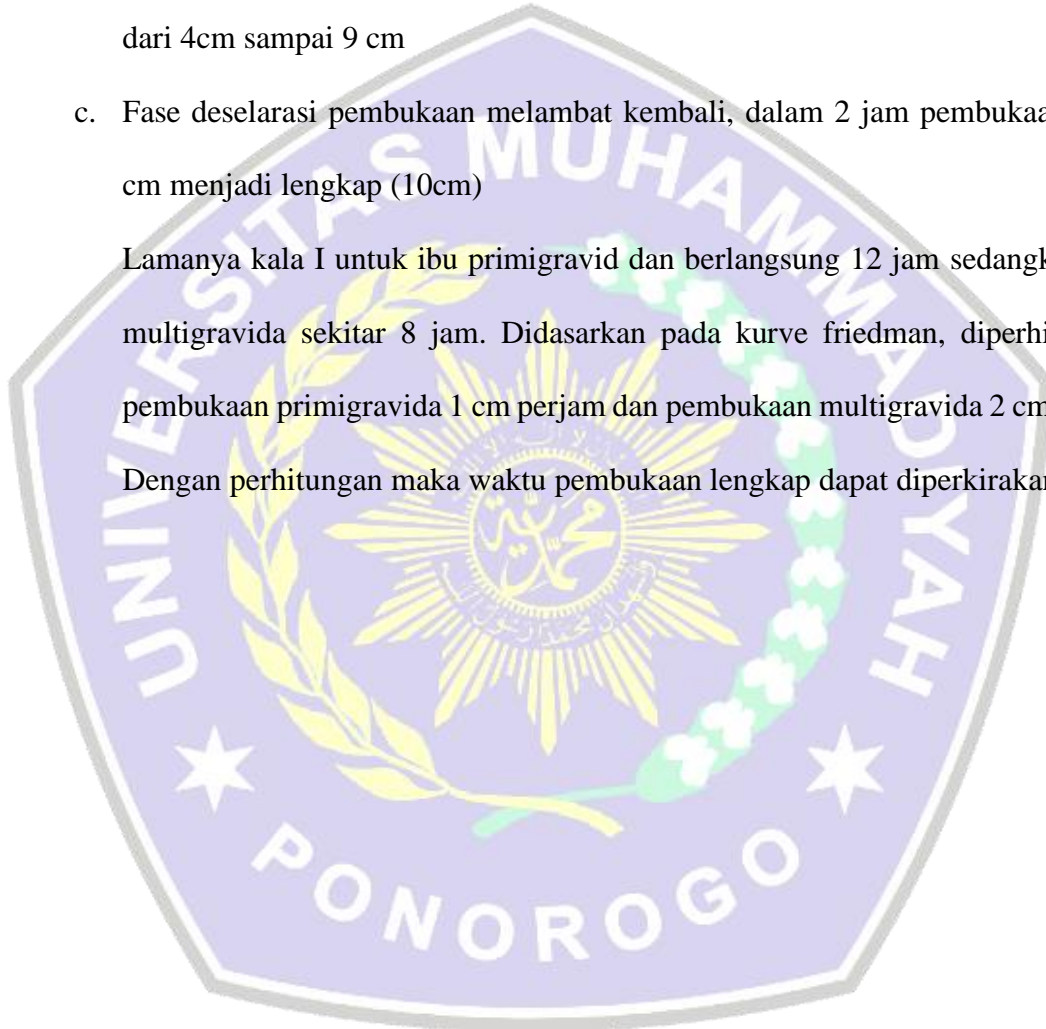 dari 4cm sampai 9 cm
c. Fase deselarasi pembukaan melambat kembali, dalam 2 jam pembukaa
cm menjadi lengkap (10cm)
Lamanya kala I untuk ibu primigravid dan berlangsung 12 jam sedangk
multigravida sekitar 8 jam. Didasarkan pada kurve friedman, diperhi
pembukaan primigravida 1 cm perjam dan pembukaan multigravida 2 cm
Dengan perhitungan maka waktu pembukaan lengkap dapat diperkirakan
UNIVERSITAS MUHAMMADIYAH
PONOROGO